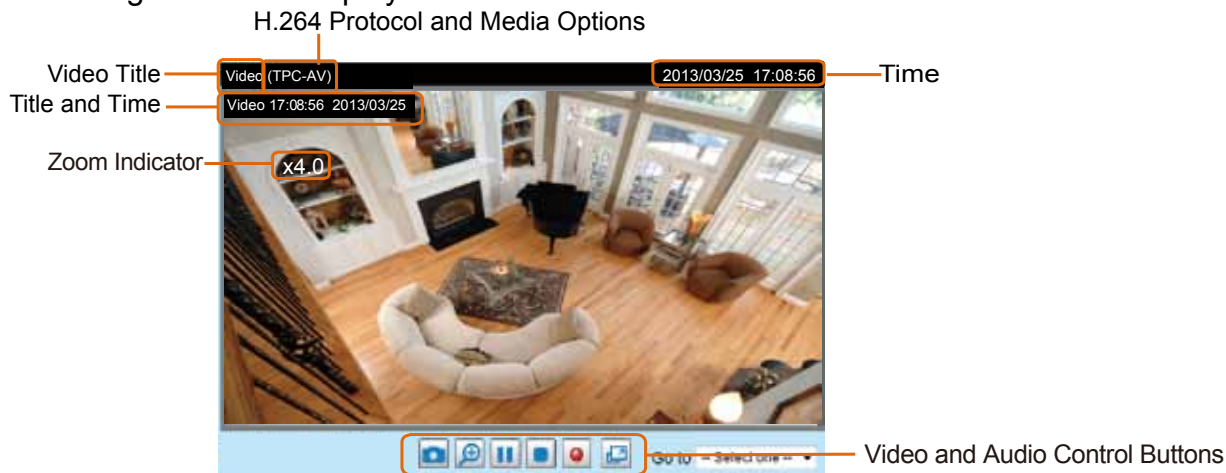 H.264 Protocol and Media Options
Video Title
Video (TPC-AV)
2013/03/25 17:08:56
Time
Title and Time
Video 17:08:56 2013/03/25
Zoom Indicator
x4.0
Go to -- Select one --
Video and Audio Control Buttons